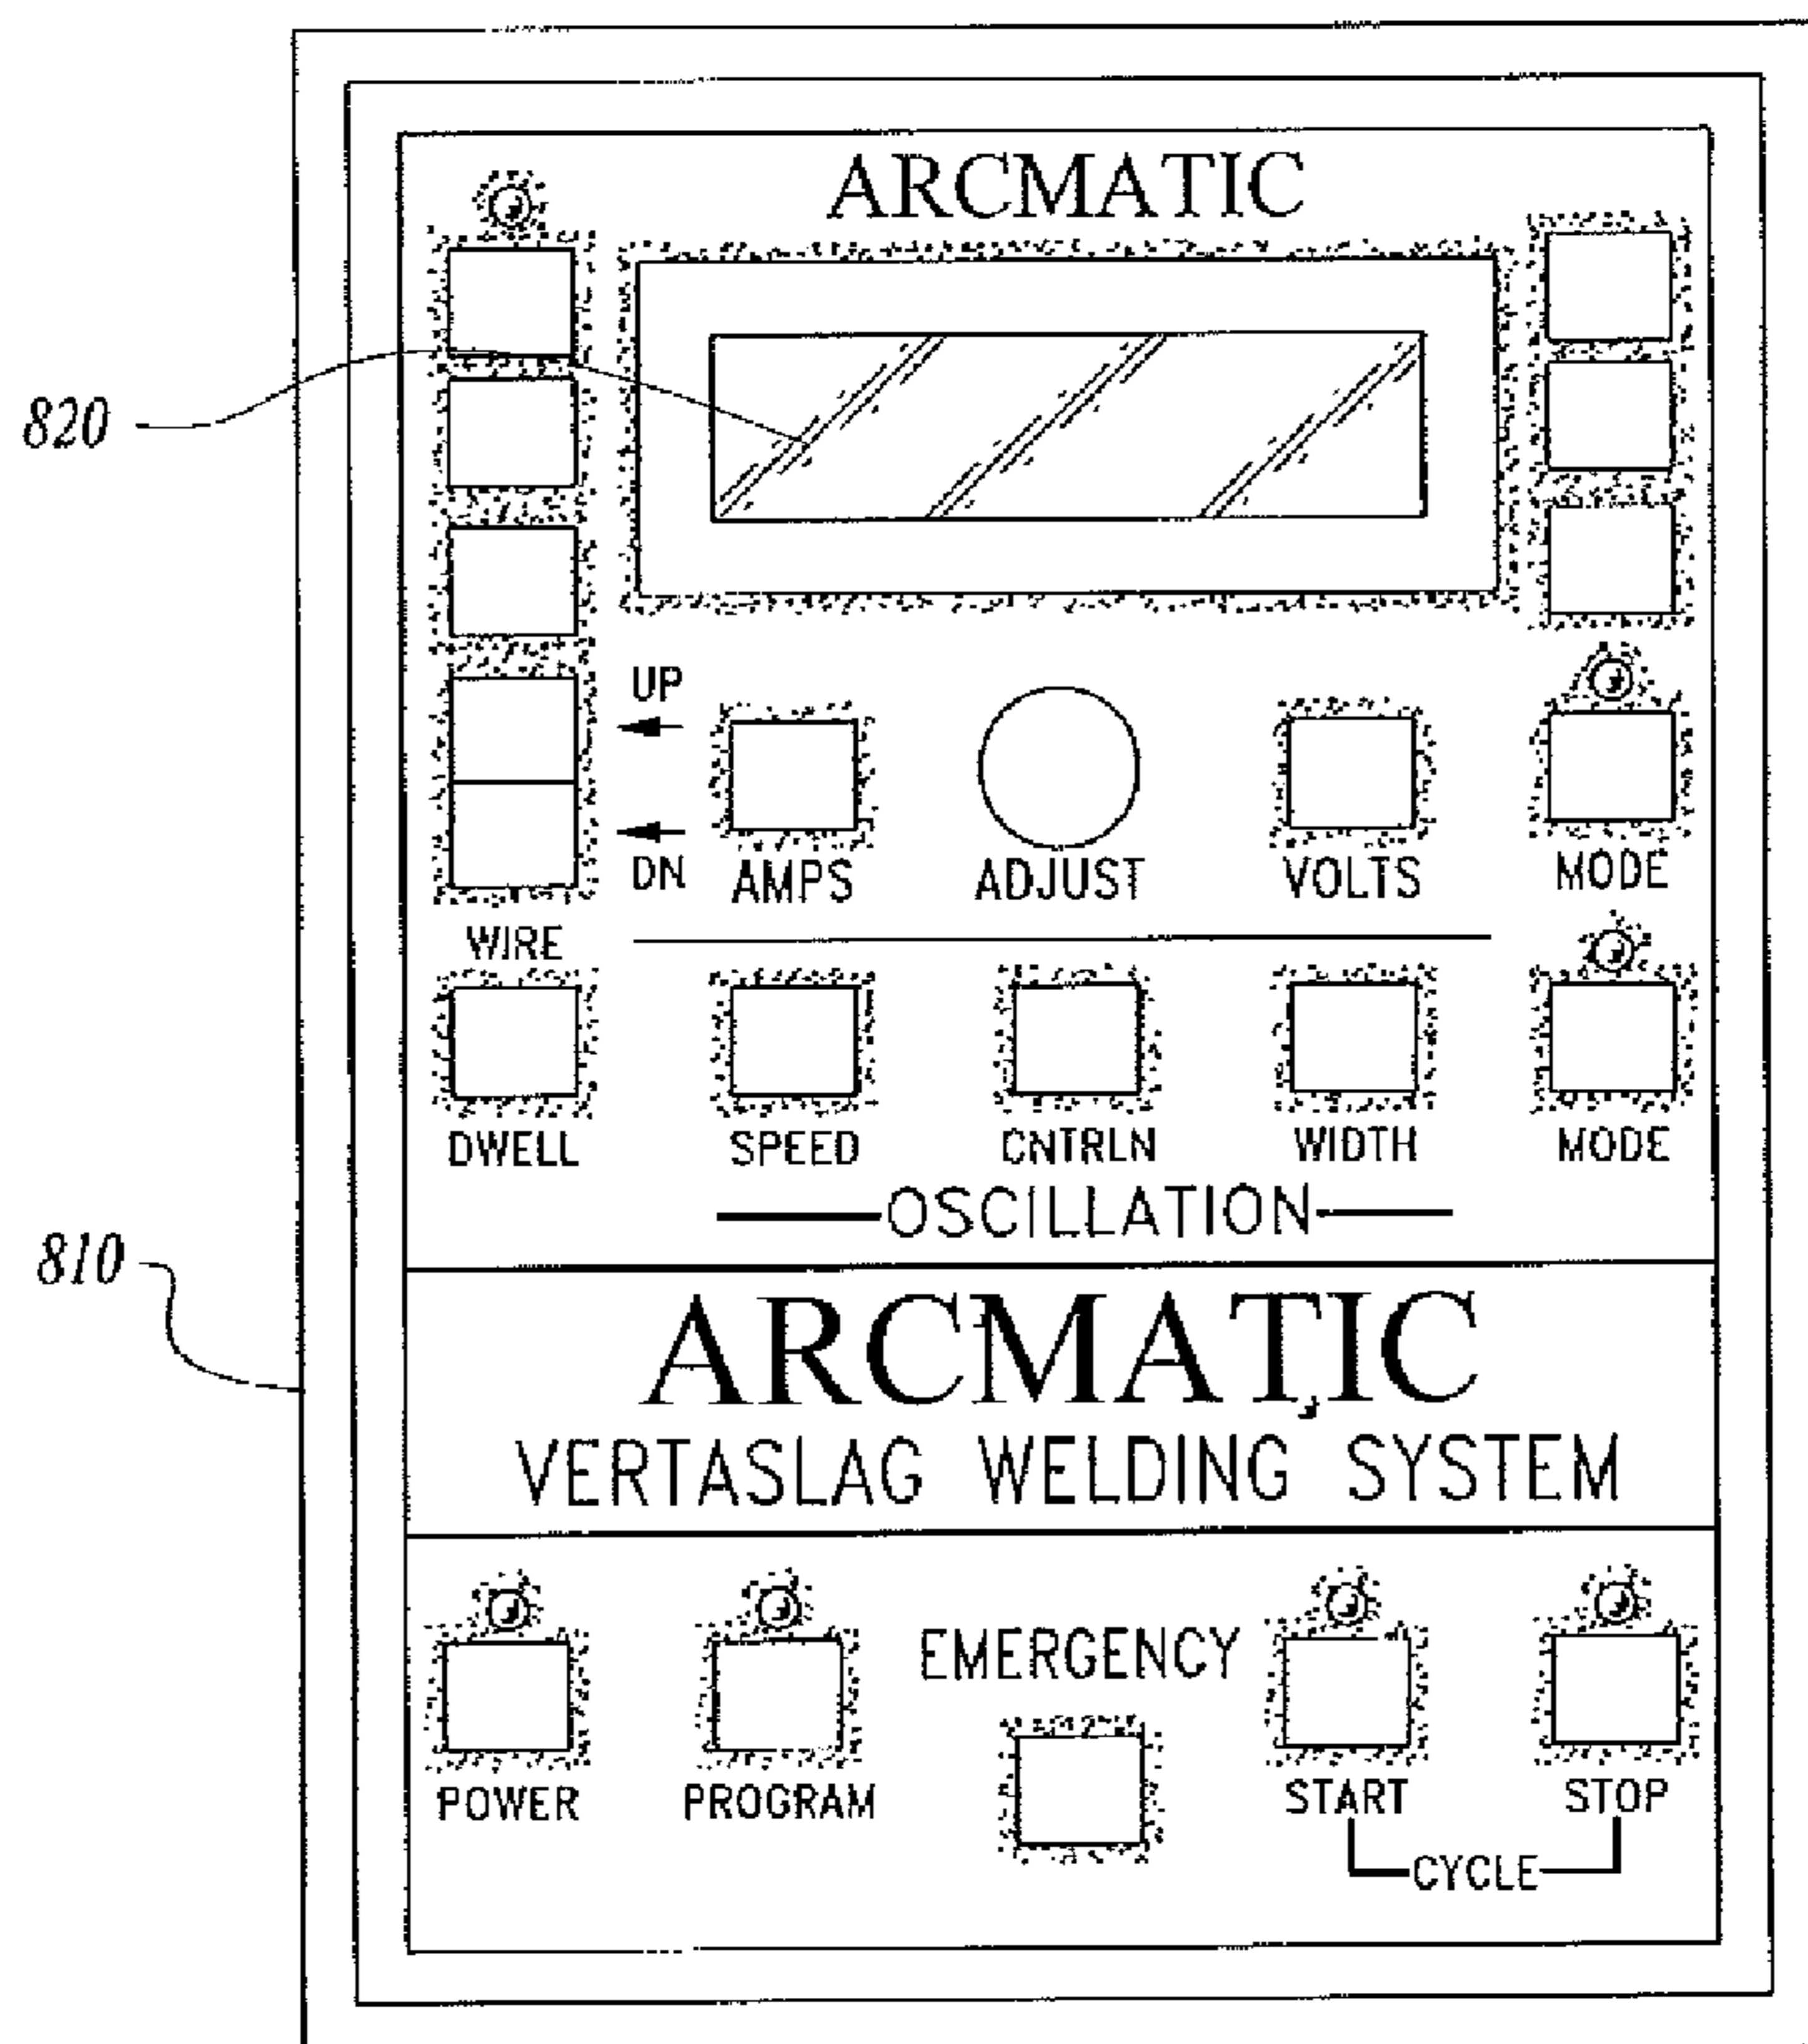 ARCMATIC
820
UP
DN
AMPS ADJUST VOLTS MODE
WIRE
DWELL SPEED CNTRLN WIDTH MODE
OSCILLATION
810
ARCMATIC
VERTASLAG WELDING SYSTEM
EMERGENCY
POWER PROGRAM START STOP
CYCLE